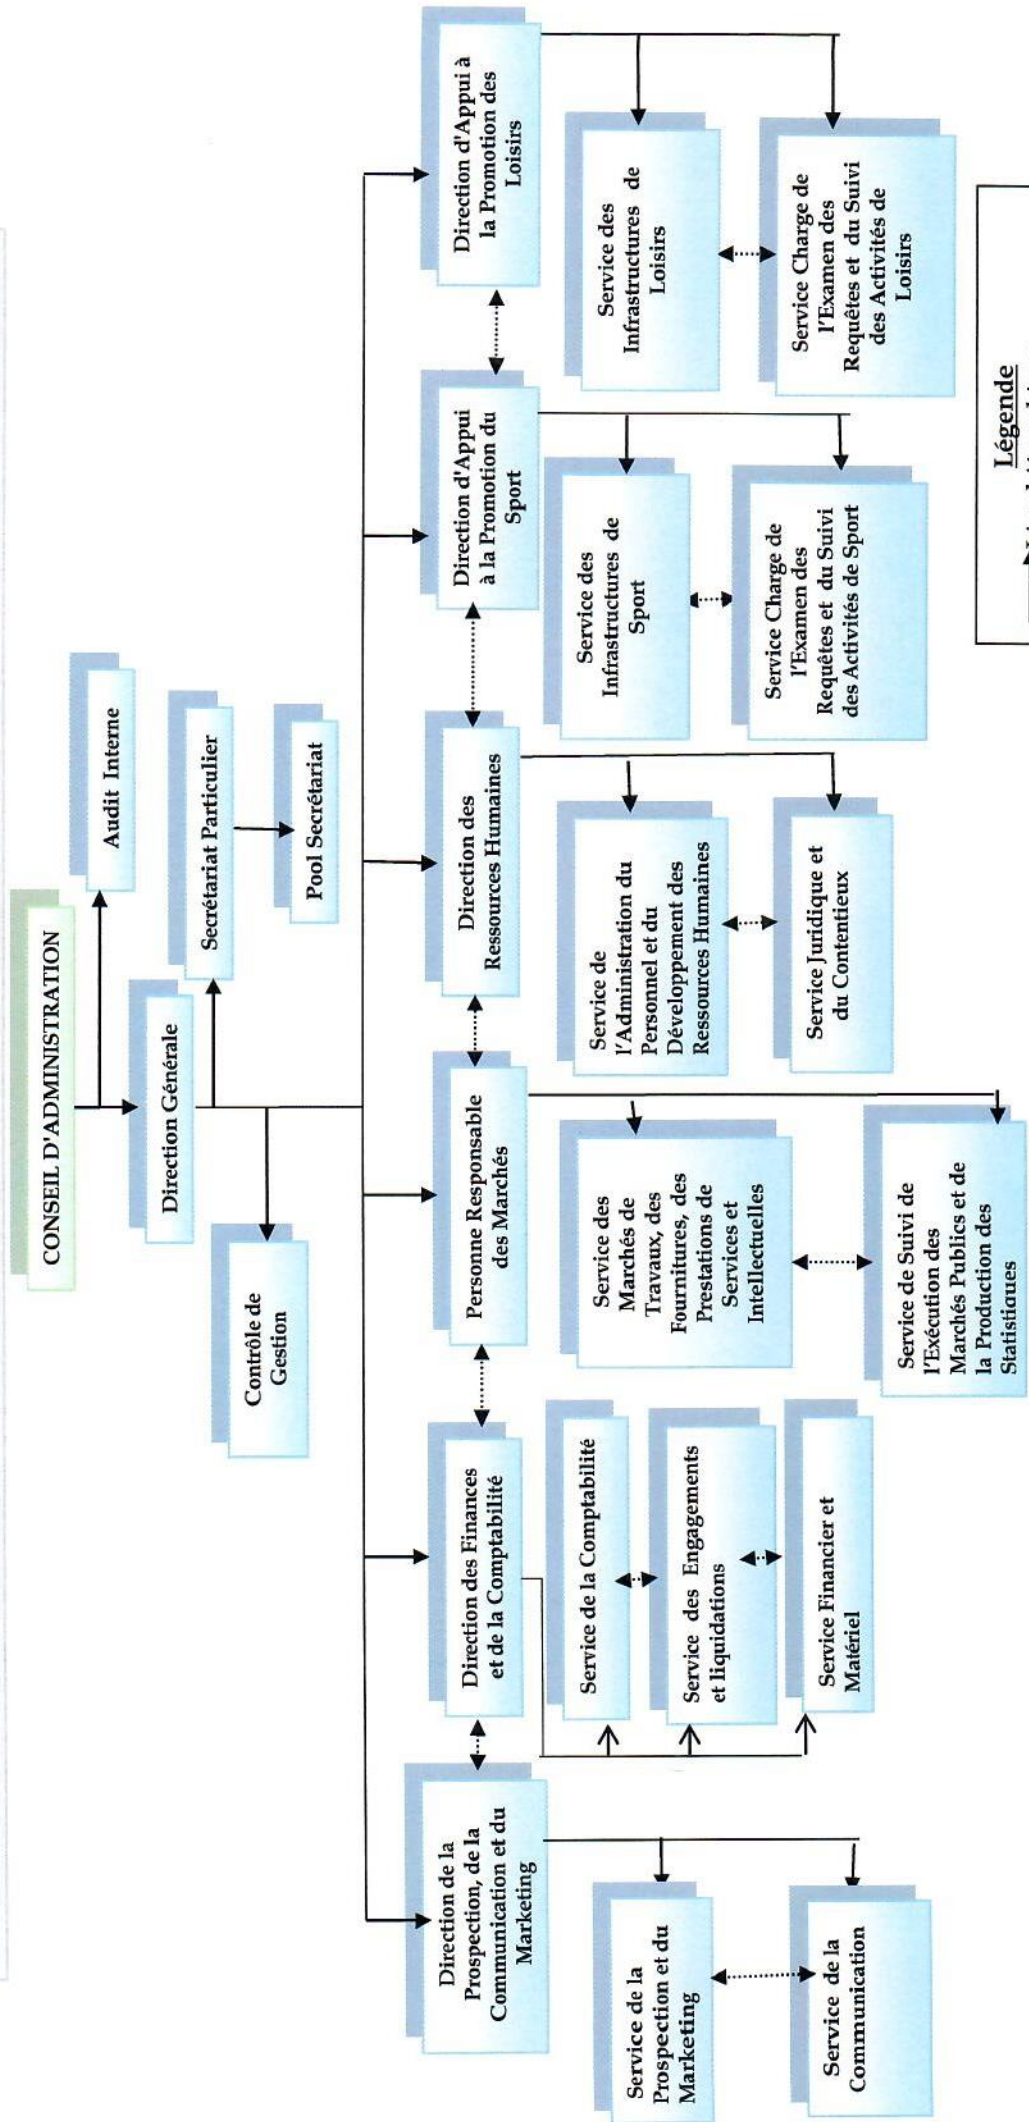 CONSEIL D'ADMINISTRATION
Audit Interne
Direction Générale
Secrétariat Particulier
Pool Secrétariat
Contrôle de
Gestion
Direction de la
Prospection, de la
Communication et du
Marketing
Direction des Finances
et de la Comptabilité
Personne Responsable
des Marchés
Direction des
Ressources Humaines
Direction d'Appui
à la Promotion du
Sport
Direction d'Appui à
la Promotion des
Loisirs
Service de la
Prospection et du
Marketing
Service de la
Communication
Service de la Comptabilité
Service des Engagements
et liquidations
Service Financier et
Matériel
Service des
Marchés de
Travaux, des
Fournitures, des
Prestations de
Services et
Intellectuelles
Service de Suivi de
l'Exécution des
Marchés Publics et de
la Production des
Statistiques
Service de
l'Administration du
Personnel et du
Développement des
Ressources Humaines
Service Juridique et
du Contentieux
Service des
Infrastructures de
Sport
Service Charge de
l'Examen des
Requêtes et du Suivi
des Activités de Sport
Service des
Infrastructures de
Loisirs
Service Charge de
l'Examen des
Requêtes et du Suivi
des Activités de
Loisirs
Légende